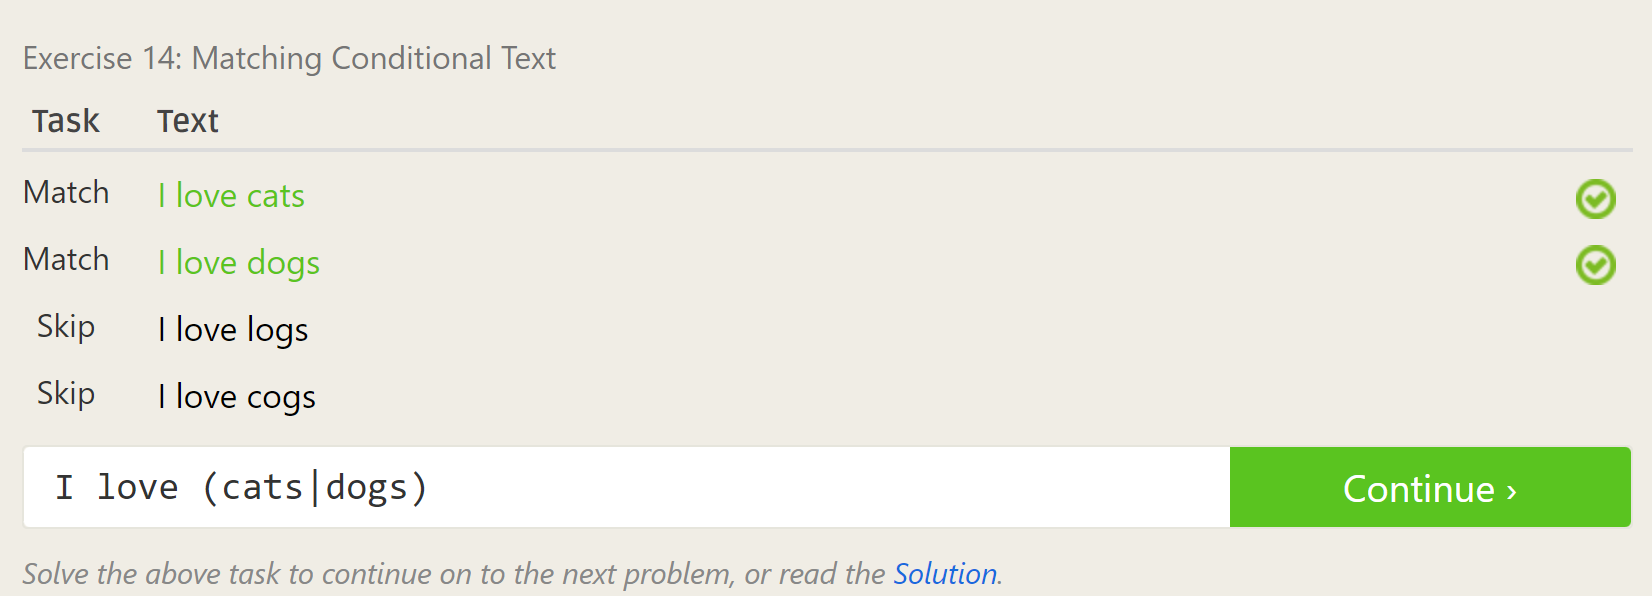 Exercise 14: Matching Conditional Text
Task Text
Match I love cats
Match I love dogs
Skip I love logs
Skip I love cogs
I love (cats|dogs) Continue ›
Solve the above task to continue on to the next problem, or read the Solution.